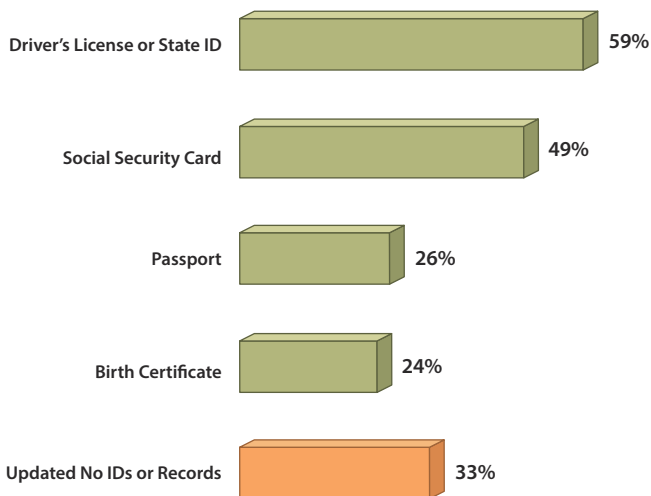 Driver’s License or State ID 59%
Social Security Card 49%
Passport 26%
Birth Certificate 24%
Updated No IDs or Records 33%